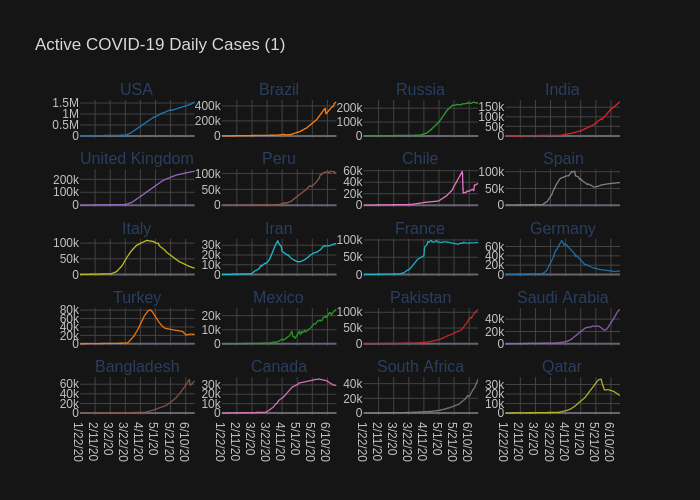 Active COVID-19 Daily Cases (1)
USA Brazil Russia India
1.5M 1M 0.5M 0
400k 200k 0
200k 100k 0
150k 100k 50k 0
United Kingdom Peru Chile Spain
200k 100k 0
100k 50k 0
60k 40k 20k 0
100k 50k 0
Italy Iran France Germany
100k 50k 0
30k 20k 10k 0
100k 50k 0
60k 40k 20k 0
Turkey Mexico Pakistan Saudi Arabia
80k 60k 40k 20k 0
20k 10k 0
100k 50k 0
40k 20k 0
Bangladesh Canada South Africa Qatar
60k 40k 20k 0
30k 20k 10k 0
40k 20k 0
30k 20k 10k 0
1/22/20 2/11/20 3/2/20 3/22/20 4/11/20 5/1/20 5/21/20 6/10/20
1/22/20 2/11/20 3/2/20 3/22/20 4/11/20 5/1/20 5/21/20 6/10/20
1/22/20 2/11/20 3/2/20 3/22/20 4/11/20 5/1/20 5/21/20 6/10/20
1/22/20 2/11/20 3/2/20 3/22/20 4/11/20 5/1/20 5/21/20 6/10/20